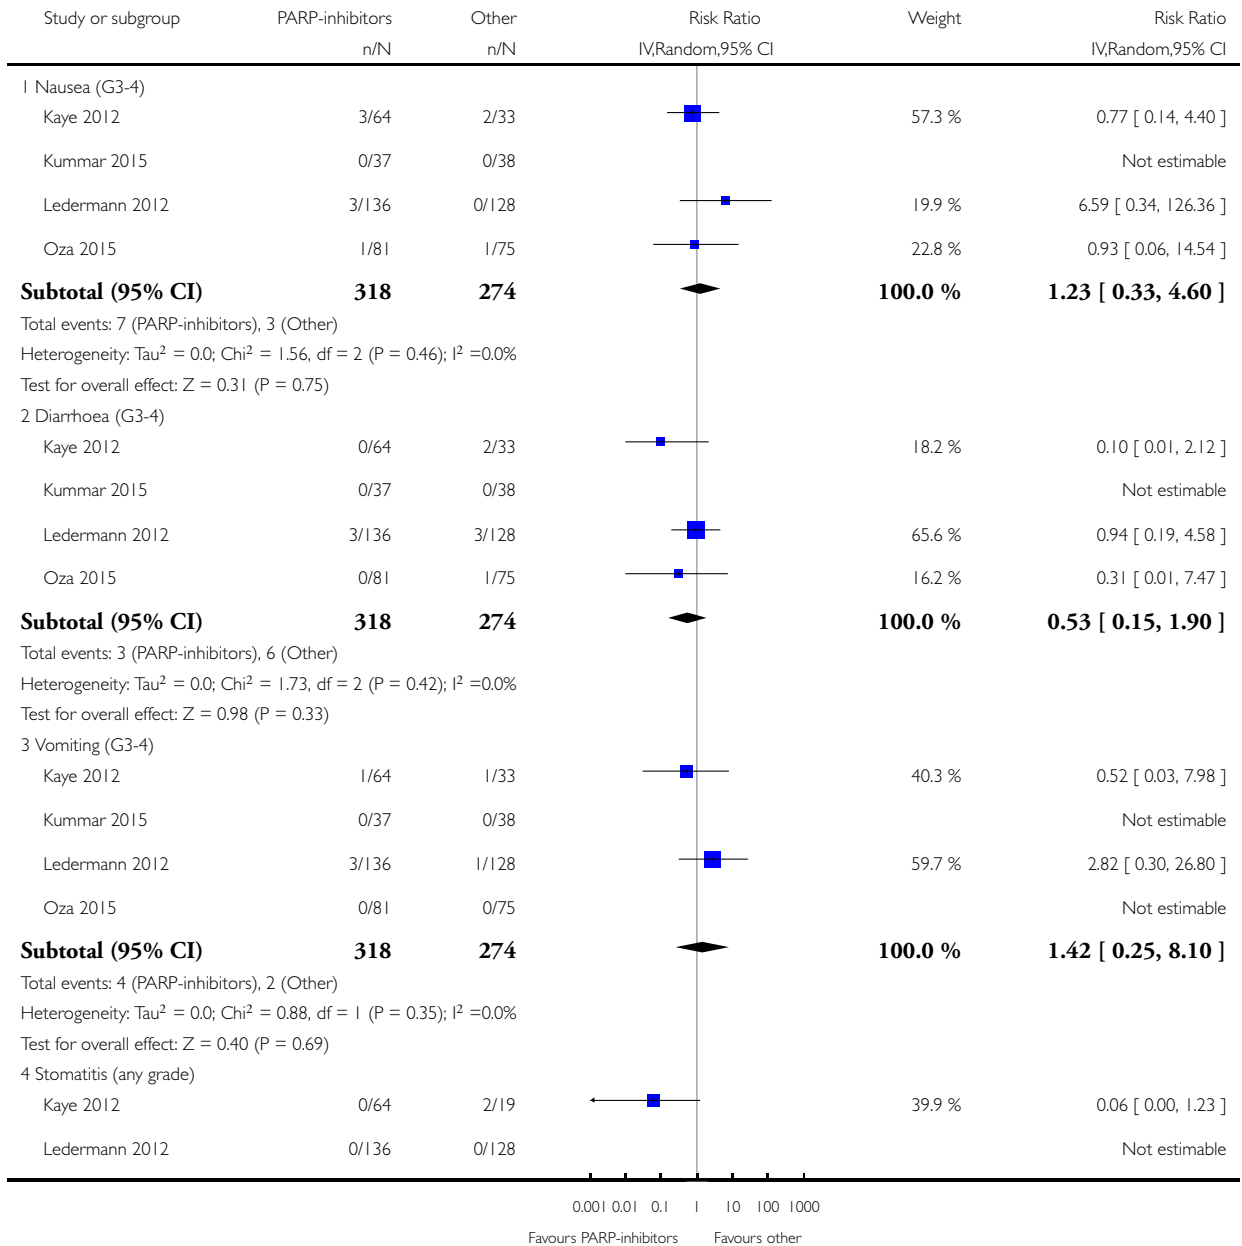 Study or subgroup PARP-inhibitors Other Risk Ratio Weight Risk Ratio
n/N n/N IV,Random,95% CI IV,Random,95% CI
1 Nausea (G3-4)
Kaye 2012 3/64 2/33 57.3 % 0.77 [ 0.14, 4.40 ]
Kummar 2015 0/37 0/38 Not estimable
Ledermann 2012 3/136 0/128 19.9 % 6.59 [ 0.34, 126.36 ]
Oza 2015 1/81 1/75 22.8 % 0.93 [ 0.06, 14.54 ]
Subtotal (95% CI) 318 274 100.0 % 1.23 [ 0.33, 4.60 ]
Total events: 7 (PARP-inhibitors), 3 (Other)
Heterogeneity: Tau² = 0.0; Chi² = 1.56, df = 2 (P = 0.46); I² =0.0%
Test for overall effect: Z = 0.31 (P = 0.75)
2 Diarrhoea (G3-4)
Kaye 2012 0/64 2/33 18.2 % 0.10 [ 0.01, 2.12 ]
Kummar 2015 0/37 0/38 Not estimable
Ledermann 2012 3/136 3/128 65.6 % 0.94 [ 0.19, 4.58 ]
Oza 2015 0/81 1/75 16.2 % 0.31 [ 0.01, 7.47 ]
Subtotal (95% CI) 318 274 100.0 % 0.53 [ 0.15, 1.90 ]
Total events: 3 (PARP-inhibitors), 6 (Other)
Heterogeneity: Tau² = 0.0; Chi² = 1.73, df = 2 (P = 0.42); I² =0.0%
Test for overall effect: Z = 0.98 (P = 0.33)
3 Vomiting (G3-4)
Kaye 2012 1/64 1/33 40.3 % 0.52 [ 0.03, 7.98 ]
Kummar 2015 0/37 0/38 Not estimable
Ledermann 2012 3/136 1/128 59.7 % 2.82 [ 0.30, 26.80 ]
Oza 2015 0/81 0/75 Not estimable
Subtotal (95% CI) 318 274 100.0 % 1.42 [ 0.25, 8.10 ]
Total events: 4 (PARP-inhibitors), 2 (Other)
Heterogeneity: Tau² = 0.0; Chi² = 0.88, df = 1 (P = 0.35); I² =0.0%
Test for overall effect: Z = 0.40 (P = 0.69)
4 Stomatitis (any grade)
Kaye 2012 0/64 2/19 39.9 % 0.06 [ 0.00, 1.23 ]
Ledermann 2012 0/136 0/128 Not estimable
0.001 0.01 0.1 1 10 100 1000
Favours PARP-inhibitors Favours other